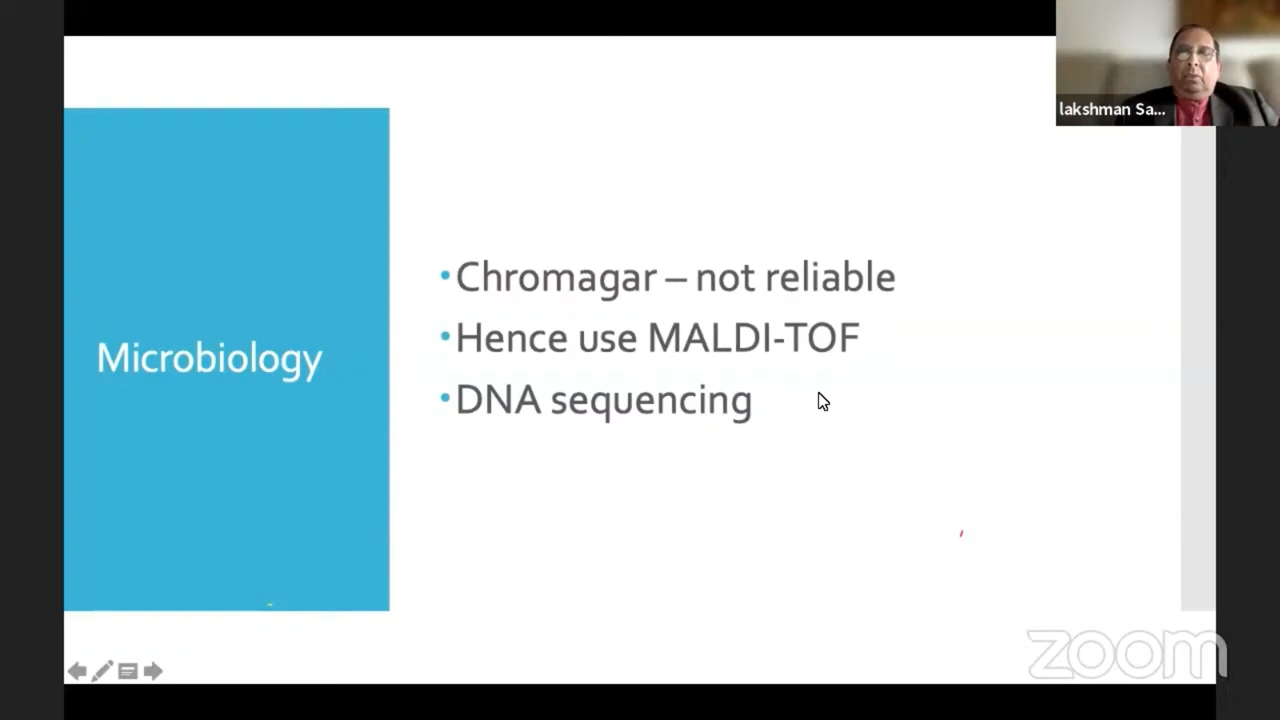 lakshman Sa...
Microbiology
•Chromagar – not reliable
•Hence use MALDI-TOF
•DNA sequencing
zoom